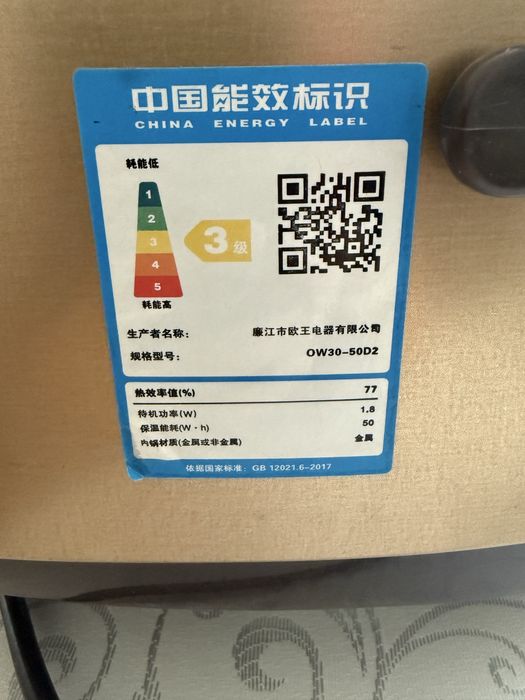 中国能效标识
CHINA ENERGY LABEL
耗能低
1
2
3
4
5
耗能高
3级
生产者名称: 廉江市欧王电器有限公司
规格型号: OW30-50D2
热效率值(%) 77
待机功率(W) 1.8
保温能耗(W·h) 50
内锅材质(金属或非金属) 金属
依据国家标准: GB 12021.6-2017